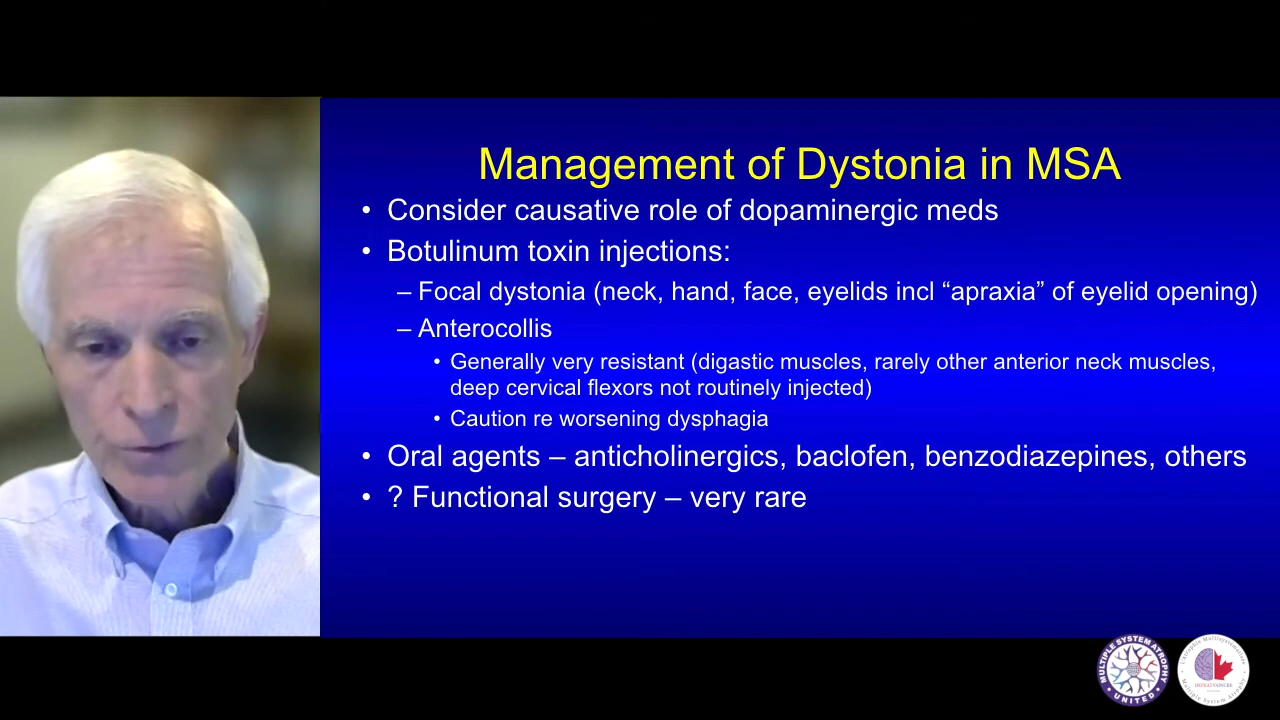 Management of Dystonia in MSA
• Consider causative role of dopaminergic meds
• Botulinum toxin injections:
– Focal dystonia (neck, hand, face, eyelids incl “apraxia” of eyelid opening)
– Anterocollis
• Generally very resistant (digastic muscles, rarely other anterior neck muscles,
deep cervical flexors not routinely injected)
• Caution re worsening dysphagia
• Oral agents – anticholinergics, baclofen, benzodiazepines, others
• ? Functional surgery – very rare
MULTIPLE SYSTEM ATROPHY
UNITED
Multiple System Atrophy